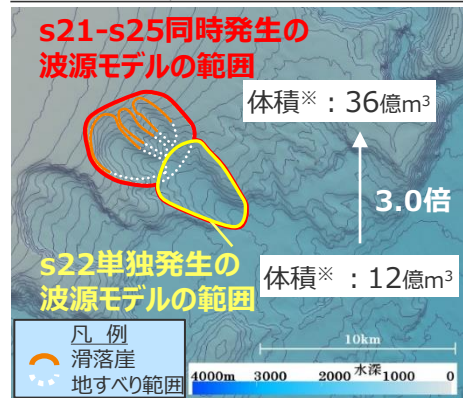 s21-s25同時発生の
波源モデルの範囲
体積※：36億m³
3.0倍
s22単独発生の
波源モデルの範囲
体積※：12億m³
凡 例
滑落崖
地すべり範囲
10km
4000m 3000 2000 水深 1000 0